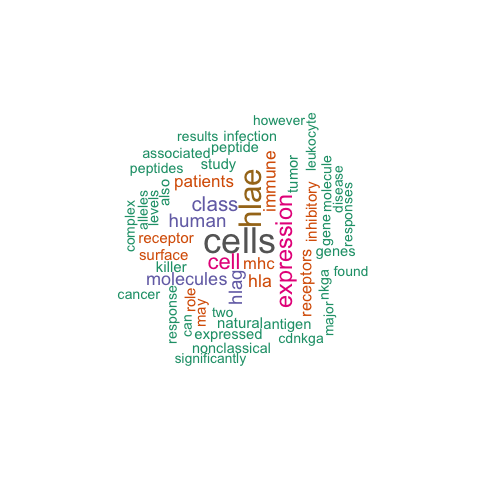 however
results
infection
leukocyte
peptide
associated
study
peptides
patients
immune
tumor
molecule
disease
responses
also
levels
alleles
complex
class
hlae
human
expression
inhibitory
gene
genes
receptor
cells
surface
cell
mhc
killer
molecules
hlag
hla
receptors
nkga
found
major
cancer
response
role
can
may
two
natural
antigen
expressed
cdnkga
nonclassical
significantly